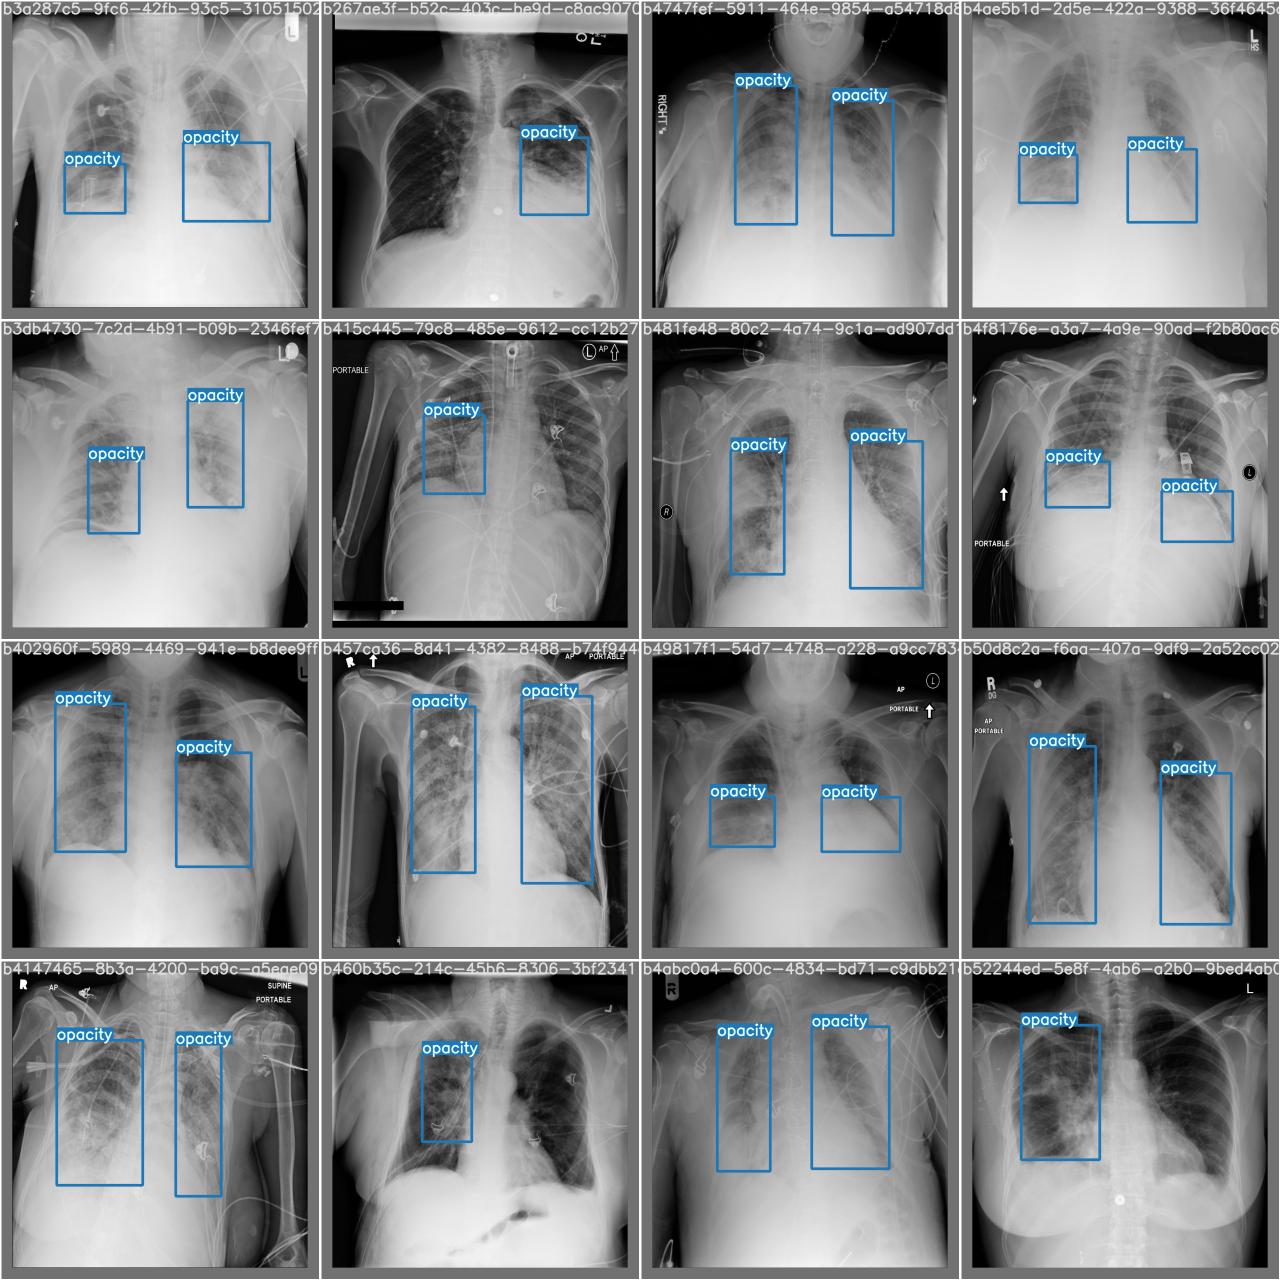 b3a287c5-9fc6-42fb-93c5-31051502
b267ae3f-b52c-403c-be9d-c8ac9070
b4747fef-5911-464e-9854-a54718d8
b4ae5b1d-2d5e-422a-9388-36f4645c
L
L
RIGHT
L
HS
opacity
opacity
opacity
opacity
opacity
opacity
opacity
b3db4730-7c2d-4b91-b09b-2346fef7
b415c445-79c8-485e-9612-cc12b27
b481fe48-80c2-4a74-9c1a-ad907dd1
b4f8176e-a3a7-4a9e-90ad-f2b80ac6
L
PORTABLE
L AP
R
L
PORTABLE
opacity
opacity
opacity
opacity
opacity
opacity
opacity
b402960f-5989-4469-941e-b8dee9ff
b457ca36-8d41-4382-8488-b74f944
b49817f1-54d7-4748-a228-a9cc7834
b50d8c2a-f6aa-407a-9df9-2a52cc02
L
R
AP PORTABLE
L
AP
PORTABLE
R
DG
AP
PORTABLE
opacity
opacity
opacity
opacity
opacity
opacity
opacity
opacity
b4147465-8b3a-4200-ba9c-a5eae09
b460b35c-214c-45b6-8306-3bf2341
b4abc0a4-600c-4834-bd71-c9dbb21
b52244ed-5e8f-4ab6-a2b0-9bed4ab0
R
AP
SUPINE
PORTABLE
L
R
L
opacity
opacity
opacity
opacity
opacity
opacity